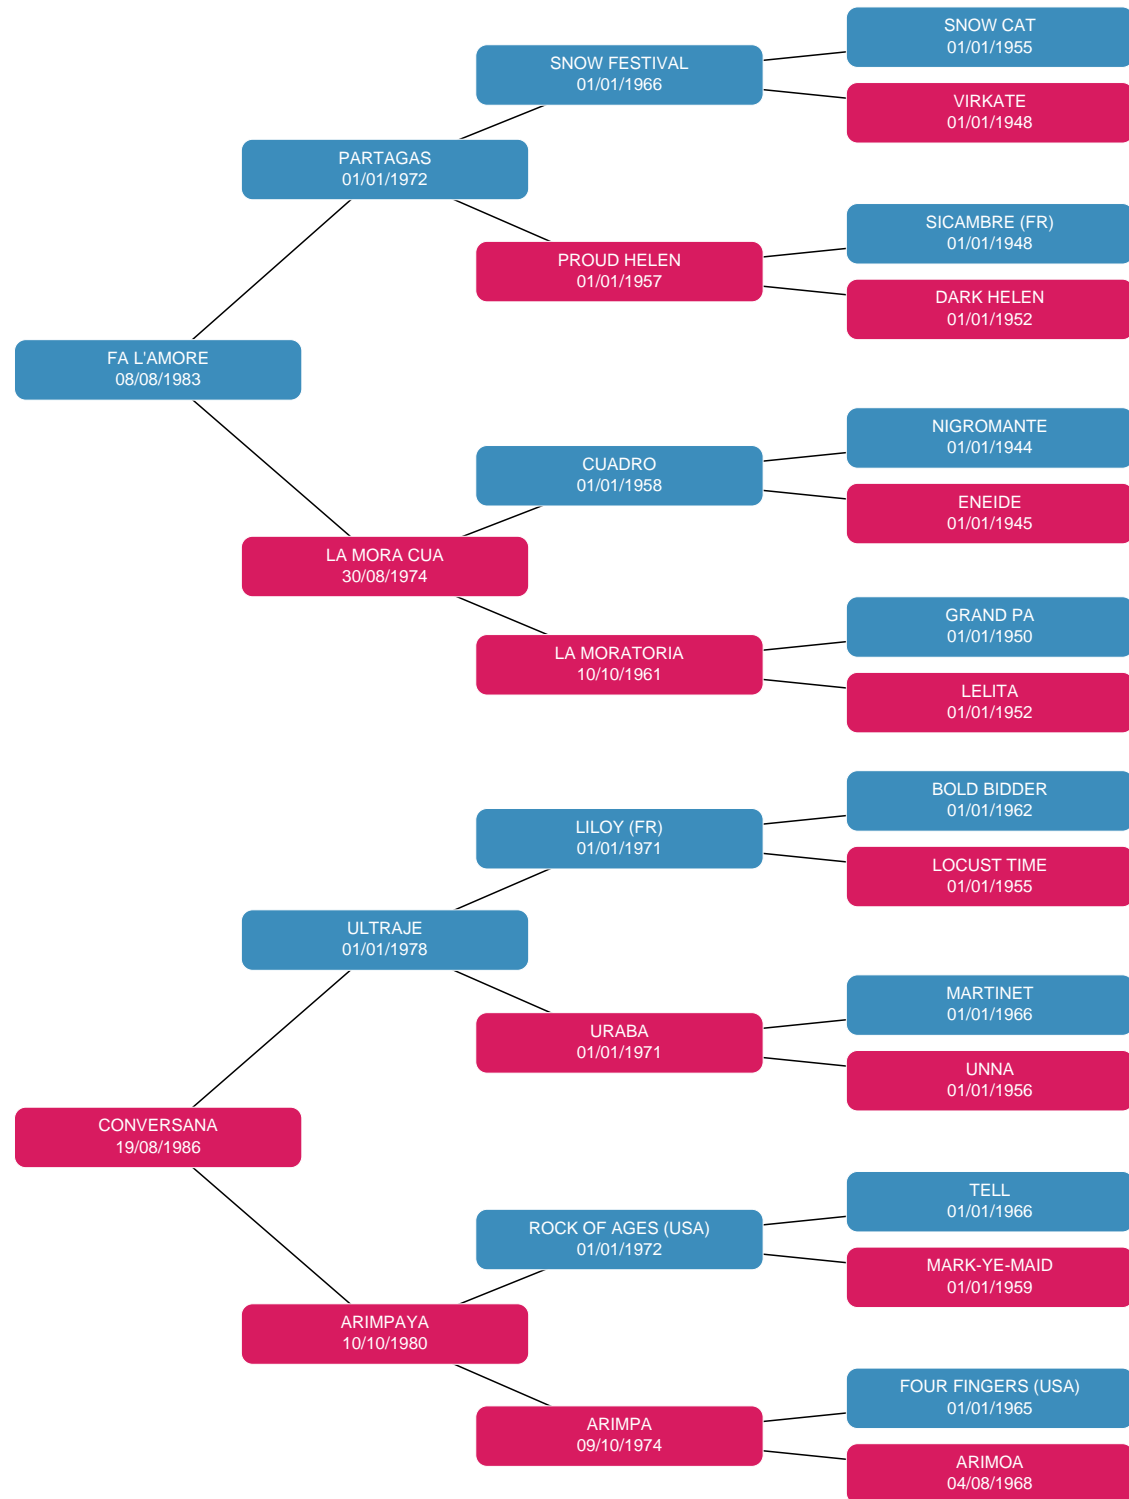 SNOW CAT
01/01/1955
SNOW FESTIVAL
01/01/1966
VIRKATE
01/01/1948
PARTAGAS
01/01/1972
SICAMBRE (FR)
01/01/1948
PROUD HELEN
01/01/1957
DARK HELEN
01/01/1952
FA L'AMORE
08/08/1983
NIGROMANTE
01/01/1944
CUADRO
01/01/1958
ENEIDE
01/01/1945
LA MORA CUA
30/08/1974
GRAND PA
01/01/1950
LA MORATORIA
10/10/1961
LELITA
01/01/1952
BOLD BIDDER
01/01/1962
LILOY (FR)
01/01/1971
LOCUST TIME
01/01/1955
ULTRAJE
01/01/1978
MARTINET
01/01/1966
URABA
01/01/1971
UNNA
01/01/1956
CONVERSANA
19/08/1986
TELL
01/01/1966
ROCK OF AGES (USA)
01/01/1972
MARK-YE-MAID
01/01/1959
ARIMPAYA
10/10/1980
FOUR FINGERS (USA)
01/01/1965
ARIMPA
09/10/1974
ARIMOA
04/08/1968